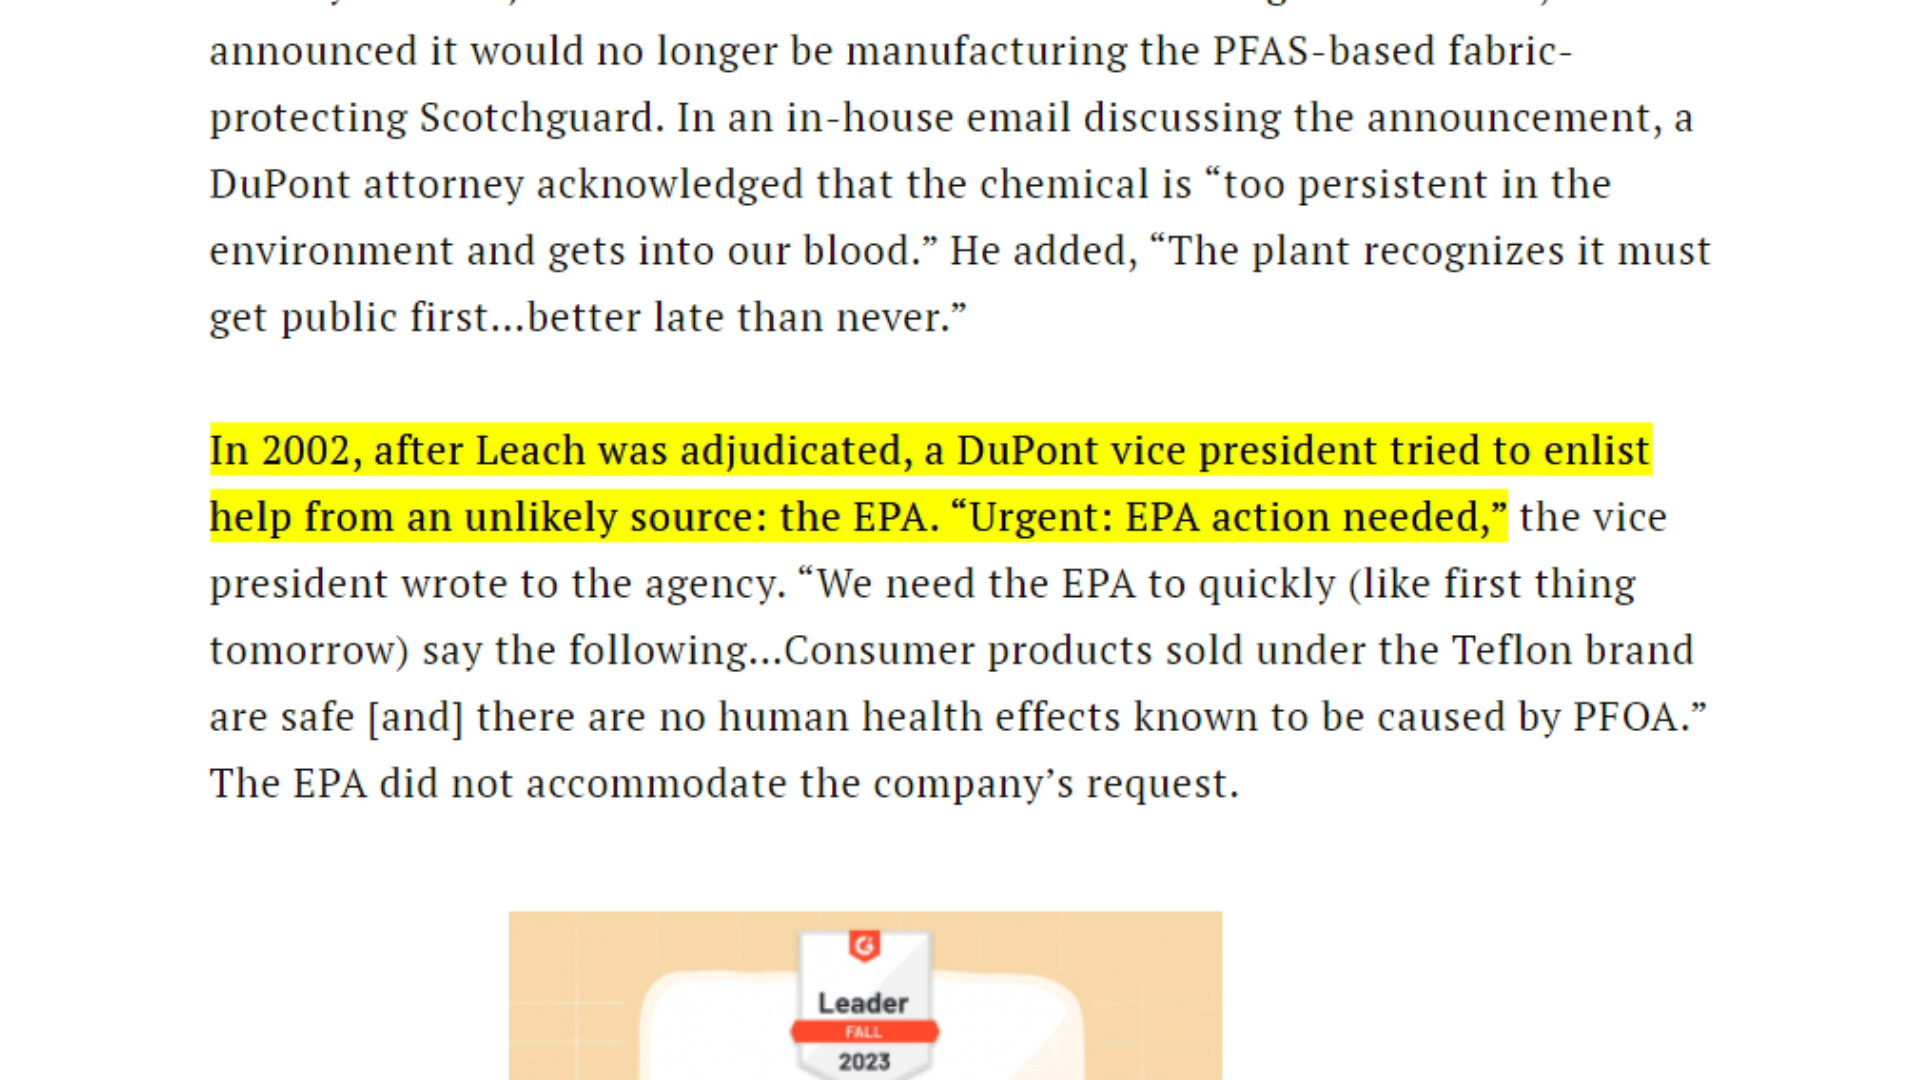 announced it would no longer be manufacturing the PFAS-based fabric-
protecting Scotchguard. In an in-house email discussing the announcement, a
DuPont attorney acknowledged that the chemical is “too persistent in the
environment and gets into our blood.” He added, “The plant recognizes it must
get public first...better late than never.”
In 2002, after Leach was adjudicated, a DuPont vice president tried to enlist
help from an unlikely source: the EPA. “Urgent: EPA action needed,” the vice
president wrote to the agency. “We need the EPA to quickly (like first thing
tomorrow) say the following...Consumer products sold under the Teflon brand
are safe [and] there are no human health effects known to be caused by PFOA.”
The EPA did not accommodate the company’s request.
Leader
FALL
2023